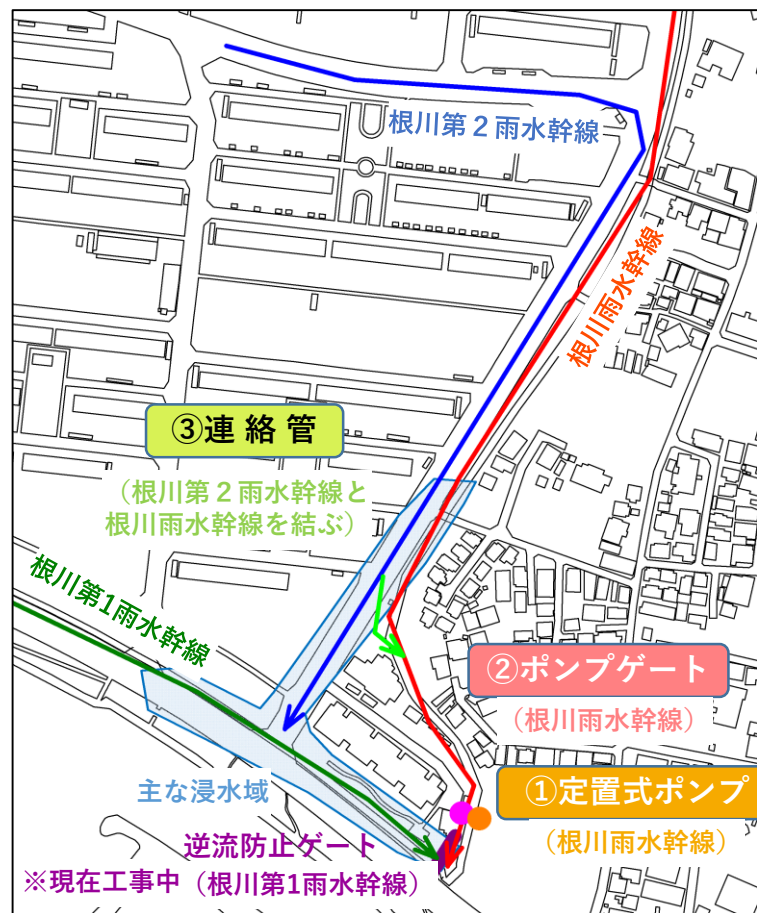 根川第２雨水幹線
根川雨水幹線
③連 絡 管
（根川第２雨水幹線と
根川雨水幹線を結ぶ）
根川第1雨水幹線
②ポンプゲート
（根川雨水幹線）
主な浸水域
①定置式ポンプ
（根川雨水幹線）
逆流防止ゲート
※現在工事中（根川第1雨水幹線）